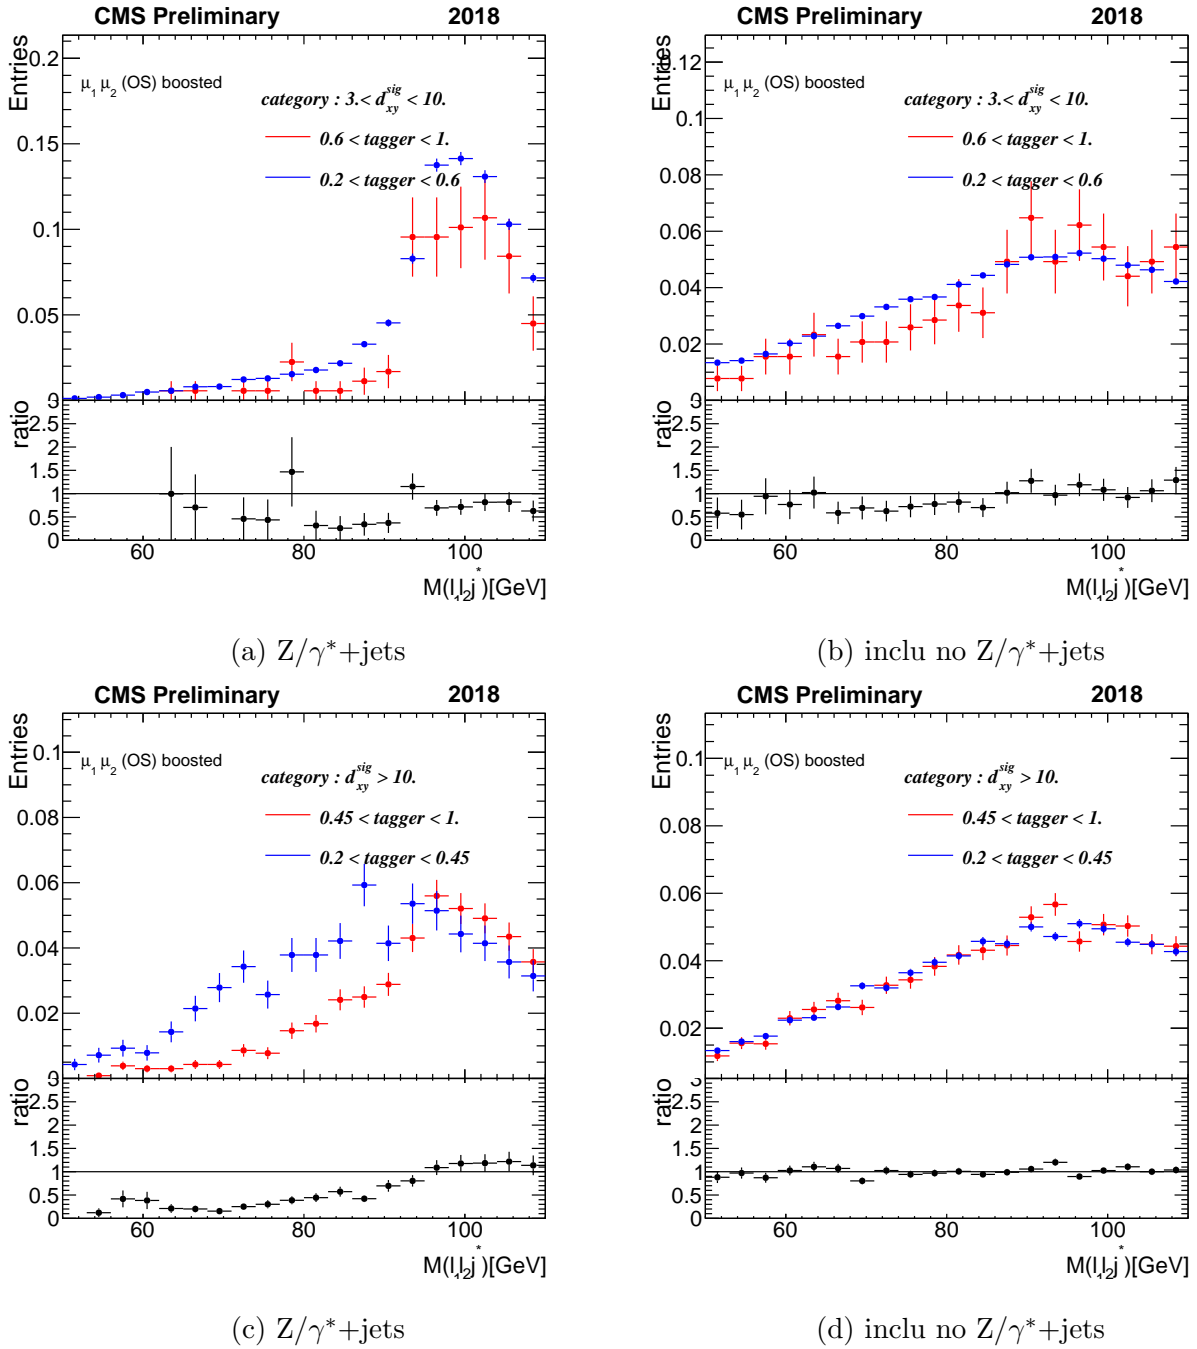 CMS Preliminary 2018
Entries
μ1 μ2 (OS) boosted
category : 3.< d_xy^sig < 10.
0.6 < tagger < 1.
0.2 < tagger < 0.6
0.2
0.15
0.1
0.05
ratio
3
2.5
2
1.5
1
0.5
0
60 80 100
M(l1l2j*)[GeV]
(a) Z/γ*+jets
CMS Preliminary 2018
Entries
μ1 μ2 (OS) boosted
category : 3.< d_xy^sig < 10.
0.6 < tagger < 1.
0.2 < tagger < 0.6
0.12
0.1
0.08
0.06
0.04
0.02
ratio
3
2.5
2
1.5
1
0.5
0
60 80 100
M(l1l2j*)[GeV]
(b) inclu no Z/γ*+jets
CMS Preliminary 2018
Entries
μ1 μ2 (OS) boosted
category : d_xy^sig > 10.
0.45 < tagger < 1.
0.2 < tagger < 0.45
0.1
0.08
0.06
0.04
0.02
ratio
3
2.5
2
1.5
1
0.5
0
60 80 100
M(l1l2j*)[GeV]
(c) Z/γ*+jets
CMS Preliminary 2018
Entries
μ1 μ2 (OS) boosted
category : d_xy^sig > 10.
0.45 < tagger < 1.
0.2 < tagger < 0.45
0.1
0.08
0.06
0.04
0.02
ratio
3
2.5
2
1.5
1
0.5
0
60 80 100
M(l1l2j*)[GeV]
(d) inclu no Z/γ*+jets